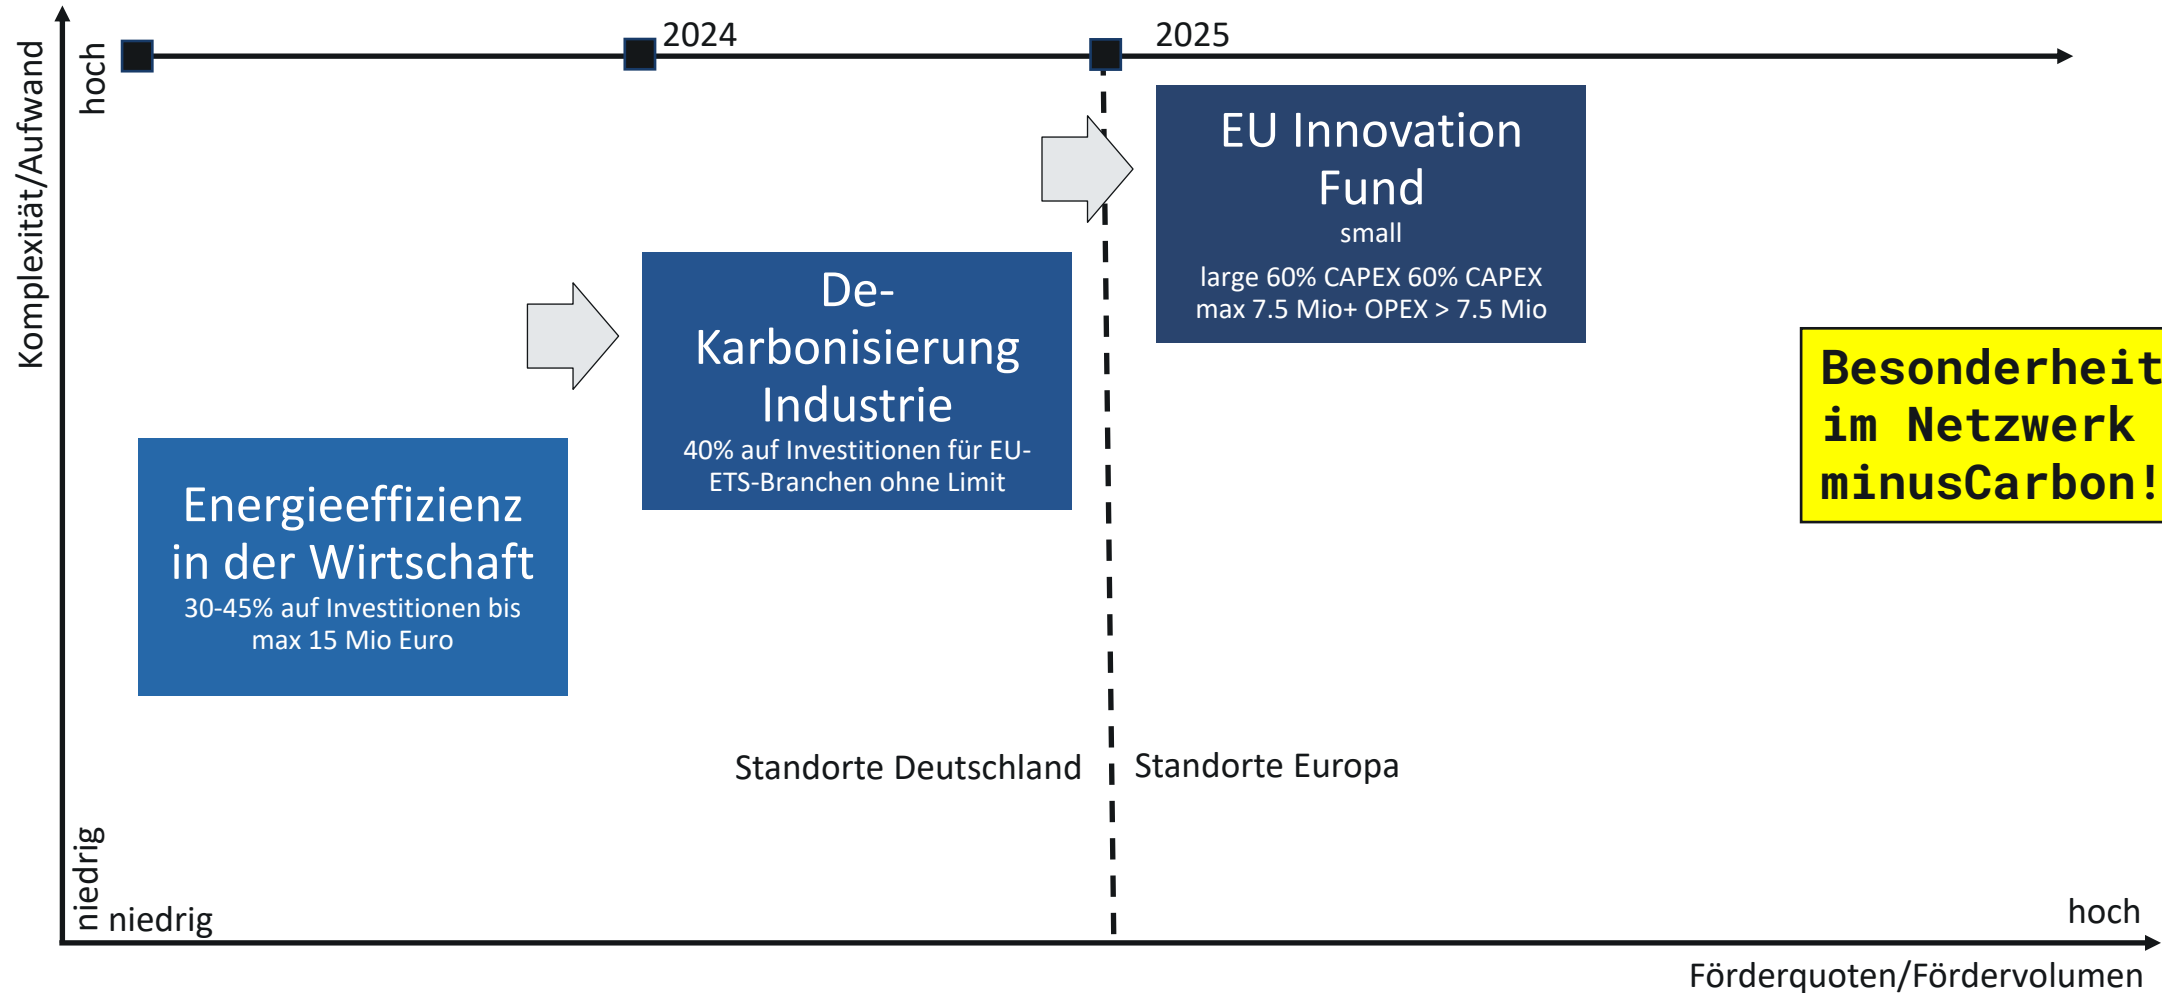 2024
2025
Komplexität/Aufwand
hoch
EU Innovation
Fund
small
large 60% CAPEX 60% CAPEX
max 7.5 Mio+ OPEX > 7.5 Mio
De-
Karbonisierung
Industrie
40% auf Investitionen für EU-
ETS-Branchen ohne Limit
Besonderheit
im Netzwerk
minusCarbon!
Energieeffizienz
in der Wirtschaft
30-45% auf Investitionen bis
max 15 Mio Euro
Standorte Deutschland
Standorte Europa
niedrig
niedrig
hoch
Förderquoten/Fördervolumen